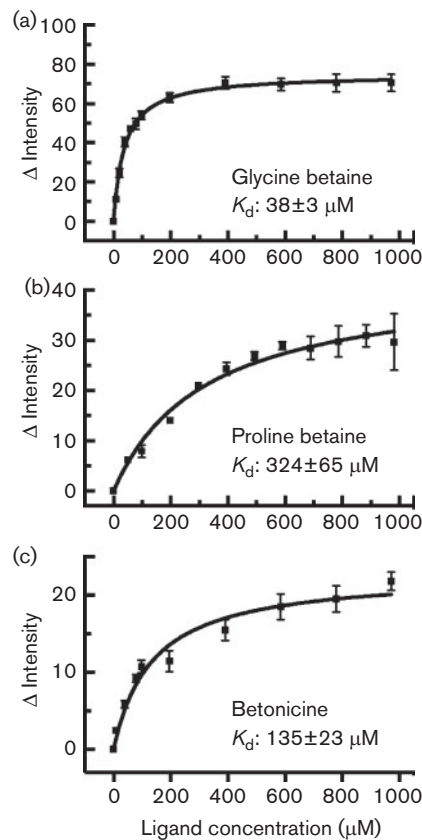 (a)
100
80
60
40
20
0
Δ Intensity
Glycine betaine
Kd: 38±3 µM
0 200 400 600 800 1000
(b)
40
30
20
10
0
Δ Intensity
Proline betaine
Kd: 324±65 µM
0 200 400 600 800 1000
(c)
20
10
0
Δ Intensity
Betonicine
Kd: 135±23 µM
0 200 400 600 800 1000
Ligand concentration (µM)